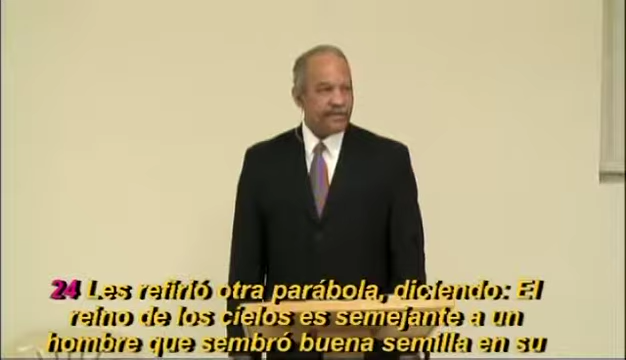 24 Les refirió otra parábola, diciendo: El
reino de los cielos es semejante a un
hombre que sembró buena semilla en su